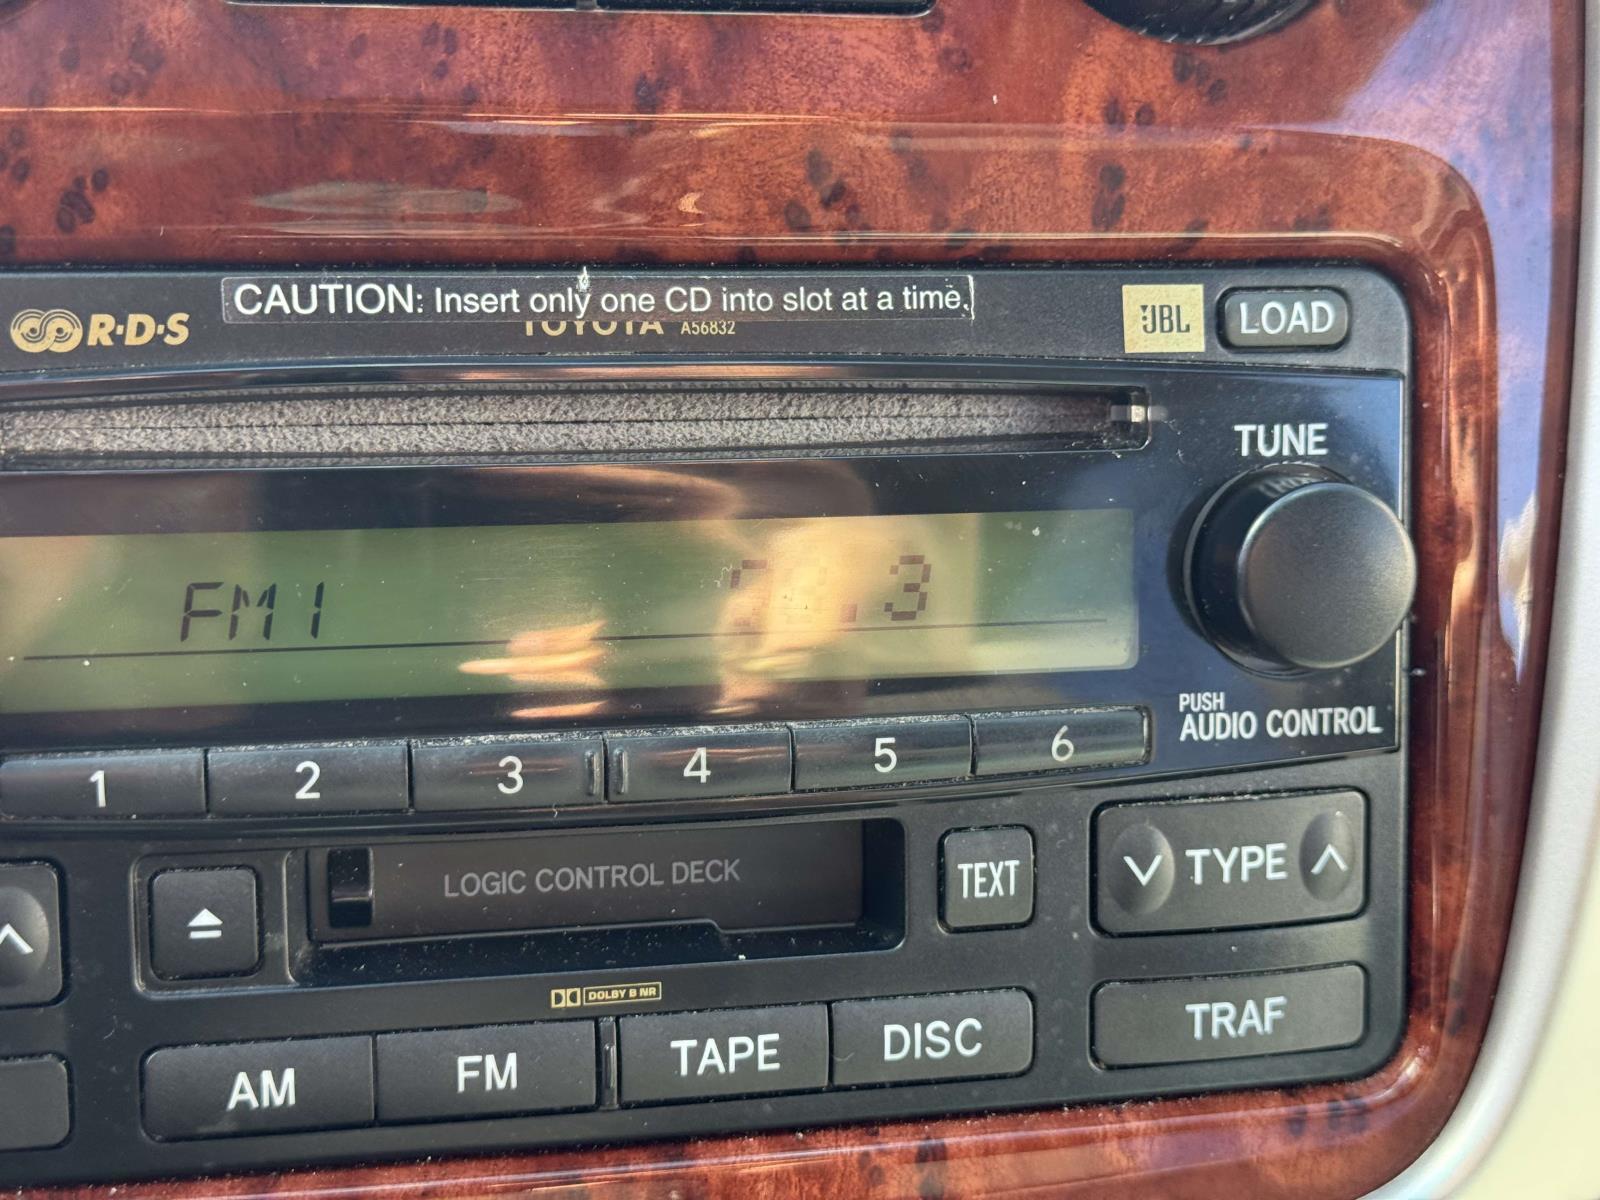 CAUTION: Insert only one CD into slot at a time.
R·D·S
TOYOTA A56832
JBL
LOAD
TUNE
FM1
.3
PUSH
AUDIO CONTROL
1 2 3 4 5 6
LOGIC CONTROL DECK
TEXT
TYPE
DOLBY B NR
AM FM TAPE DISC
TRAF